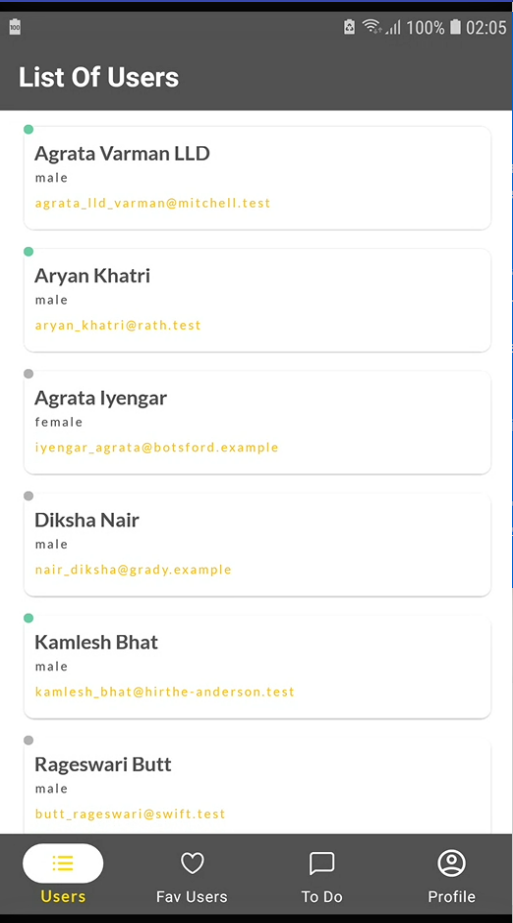 100% 02:05
List Of Users
Agrata Varman LLD
male
agrata_lld_varman@mitchell.test
Aryan Khatri
male
aryan_khatri@rath.test
Agrata Iyengar
female
iyengar_agrata@botsford.example
Diksha Nair
male
nair_diksha@grady.example
Kamlesh Bhat
male
kamlesh_bhat@hirthe-anderson.test
Rageswari Butt
male
butt_rageswari@swift.test
Users Fav Users To Do Profile